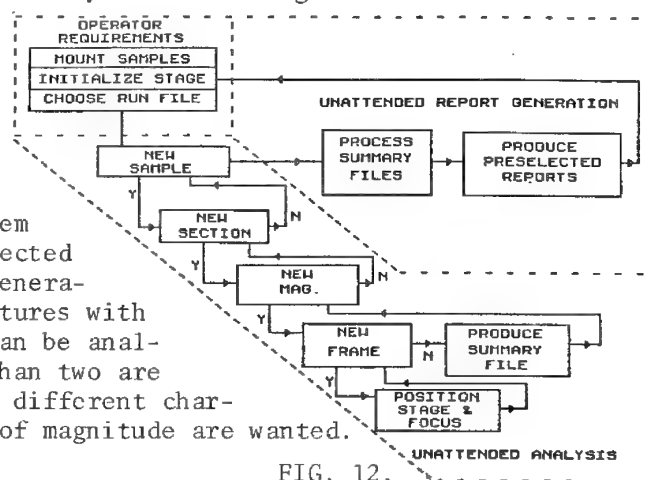 OPERATOR
REQUIREMENTS
MOUNT SAMPLES
INITIALIZE STAGE
CHOOSE RUN FILE
UNATTENDED REPORT GENERATION
NEW
SAMPLE
PROCESS
SUMMARY
FILES
PRODUCE
PRESELECTED
REPORTS
Y
N
NEW
SECTION
Y
N
NEW
MAG.
Y
NEW
FRAME
N
PRODUCE
SUMMARY
FILE
Y
POSITION
STAGE &
FOCUS
UNATTENDED ANALYSIS
em
ected
enera-
tures with
an be anal-
han two are
different char-
of magnitude are wanted.
FIG. 12.